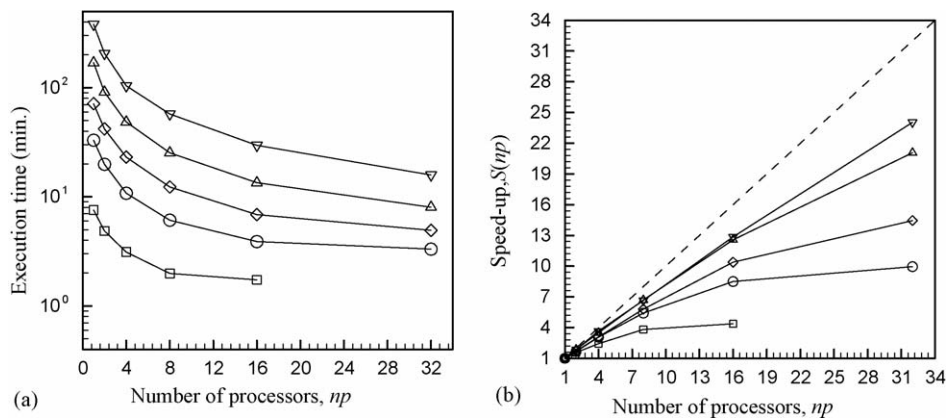 10²
10¹
10⁰
Execution time (min.)
0 4 8 12 16 20 24 28 32
Number of processors, np
(a)
34
31
28
25
22
19
16
13
10
7
4
1
Speed-up,S(np)
1 4 7 10 13 16 19 22 25 28 31 34
Number of processors, np
(b)